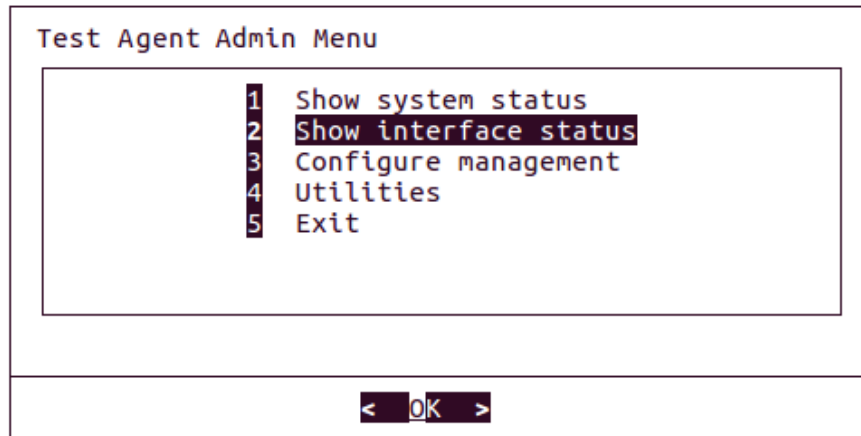 Test Agent Admin Menu
1 Show system status
2 Show interface status
3 Configure management
4 Utilities
5 Exit
< OK >